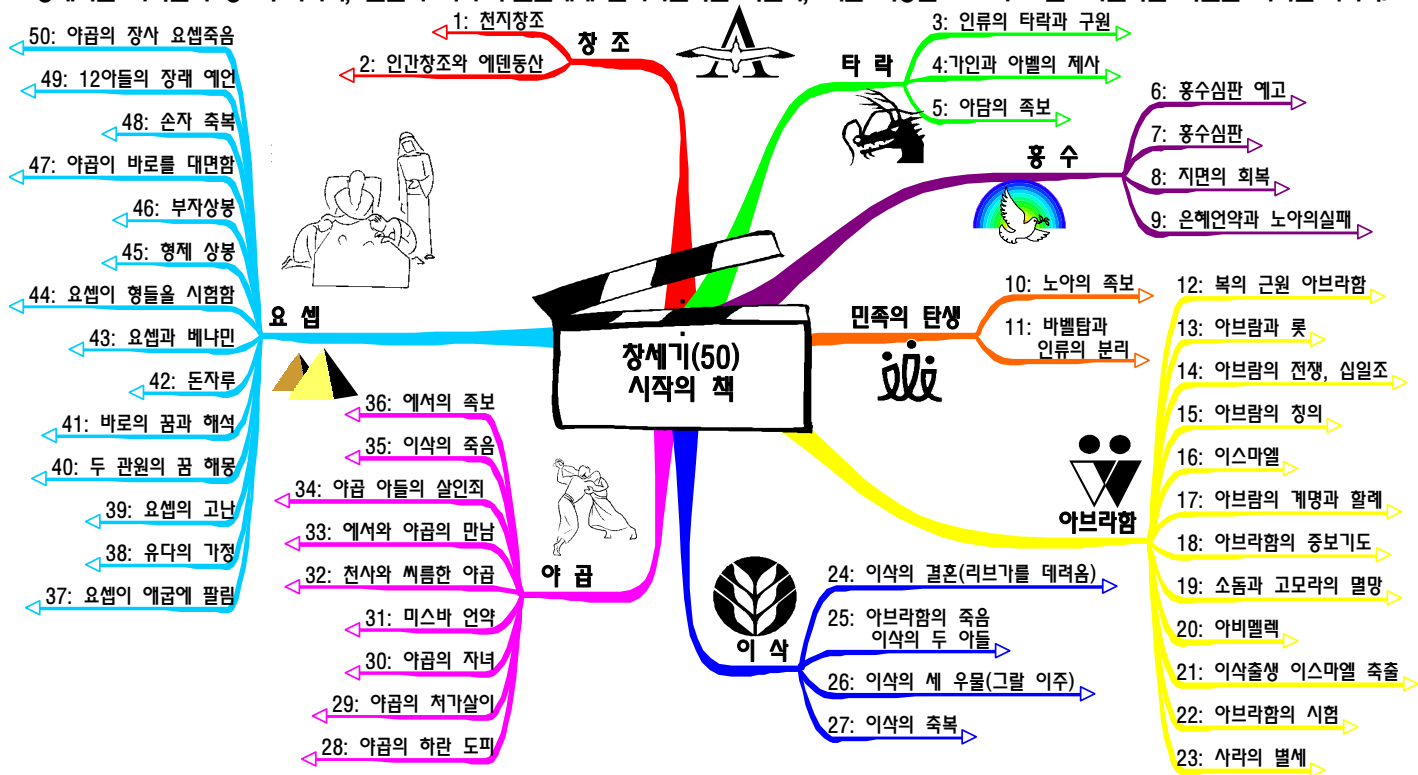 창세기(50)
시작의 책
창 조
1: 천지창조
2: 인간창조와 에덴동산
타 락
3: 인류의 타락과 구원
4:가인과 아벨의 제사
5: 아담의 족보
홍 수
6: 홍수심판 예고
7: 홍수심판
8: 지면의 회복
9: 은혜언약과 노아의실패
민족의 탄생
10: 노아의 족보
11: 바벨탑과
인류의 분리
아브라함
12: 복의 근원 아브라함
13: 아브람과 롯
14: 아브람의 전쟁, 십일조
15: 아브람의 칭의
16: 이스마엘
17: 아브람의 계명과 할례
18: 아브라함의 중보기도
19: 소돔과 고모라의 멸망
20: 아비멜렉
21: 이삭출생 이스마엘 축출
22: 아브라함의 시험
23: 사라의 별세
이 삭
24: 이삭의 결혼(리브가를 데려옴)
25: 아브라함의 죽음
이삭의 두 아들
26: 이삭의 세 우물(그랄 이주)
27: 이삭의 축복
야 곱
28: 야곱의 하란 도피
29: 야곱의 처가살이
30: 야곱의 자녀
31: 미스바 언약
32: 천사와 씨름한 야곱
33: 에서와 야곱의 만남
34: 야곱 아들의 살인죄
35: 이삭의 죽음
36: 에서의 족보
요 셉
37: 요셉이 애굽에 팔림
38: 유다의 가정
39: 요셉의 고난
40: 두 관원의 꿈 해몽
41: 바로의 꿈과 해석
42: 돈자루
43: 요셉과 베냐민
44: 요셉이 형들을 시험함
45: 형제 상봉
46: 부자상봉
47: 야곱이 바로를 대면함
48: 손자 축복
49: 12아들의 장래 예언
50: 야곱의 장사 요셉죽음